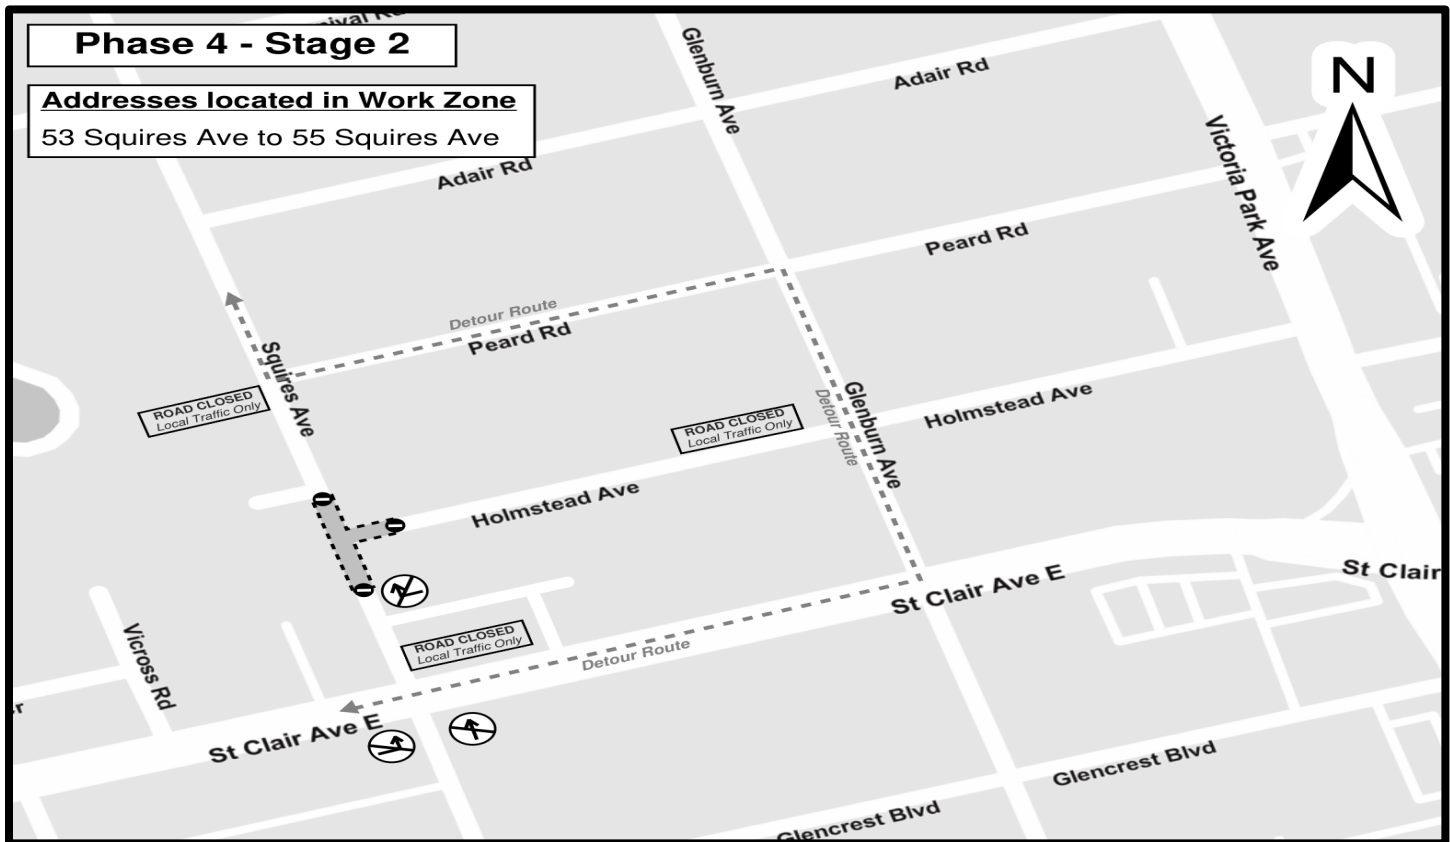 Phase 4 - Stage 2
Addresses located in Work Zone
53 Squires Ave to 55 Squires Ave
N
Glenburn Ave
Adair Rd
Adair Rd
Victoria Park Ave
Peard Rd
Detour Route
Peard Rd
Squires Ave
ROAD CLOSED
Local Traffic Only
ROAD CLOSED
Local Traffic Only
Glenburn Ave
Detour Route
Holmstead Ave
Holmstead Ave
St Clair Ave E
St Clair
ROAD CLOSED
Local Traffic Only
Detour Route
Vicross Rd
St Clair Ave E
Glencrest Blvd
Glencrest Blvd